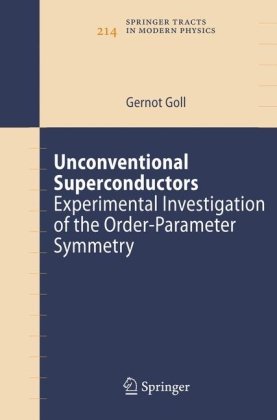 214
SPRINGER TRACTS
IN MODERN PHYSICS
Gernot Goll
Unconventional
Superconductors
Experimental Investigation
of the Order-Parameter
Symmetry
Springer